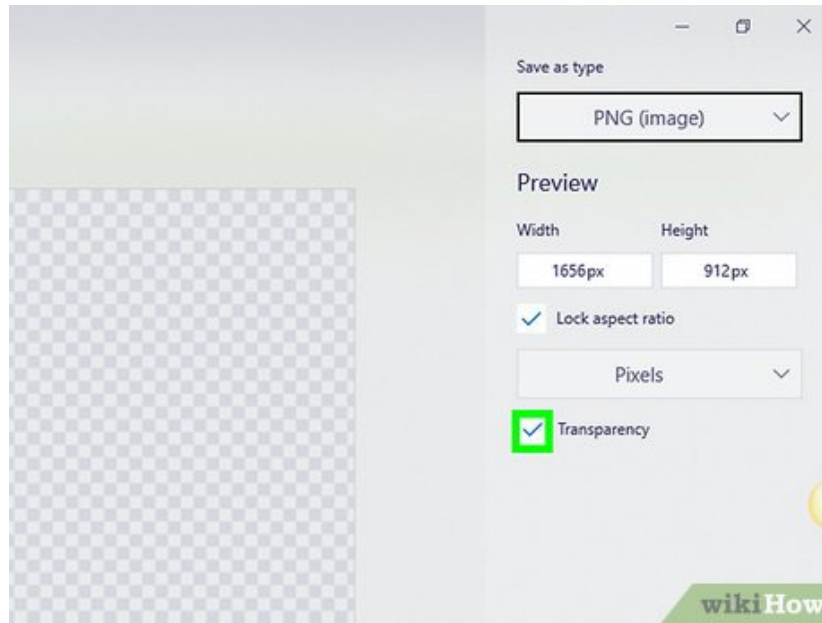 Save as type
PNG (image)
Preview
Width Height
1656px 912px
Lock aspect ratio
Pixels
Transparency
wikiHow